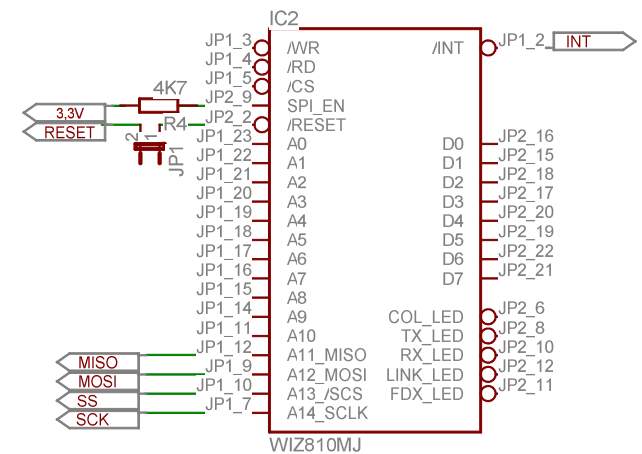 IC2
JP1_3 /WR /INT JP1_2 INT
JP1_4 /RD
JP1_5 /CS
4K7 JP2_9 SPI_EN
3,3V
RESET R4 JP2_2 /RESET
2 1 JP1
JP1_23 A0 D0 JP2_16
JP1_22 A1 D1 JP2_15
JP1_21 A2 D2 JP2_18
JP1_20 A3 D3 JP2_17
JP1_19 A4 D4 JP2_20
JP1_18 A5 D5 JP2_19
JP1_17 A6 D6 JP2_22
JP1_16 A7 D7 JP2_21
JP1_15 A8
JP1_14 A9 COL_LED JP2_6
JP1_11 A10 TX_LED JP2_8
MISO JP1_12 A11_MISO RX_LED JP2_10
MOSI JP1_9 A12_MOSI LINK_LED JP2_12
SS JP1_10 A13_/SCS FDX_LED JP2_11
SCK JP1_7 A14_SCLK
WIZ810MJ